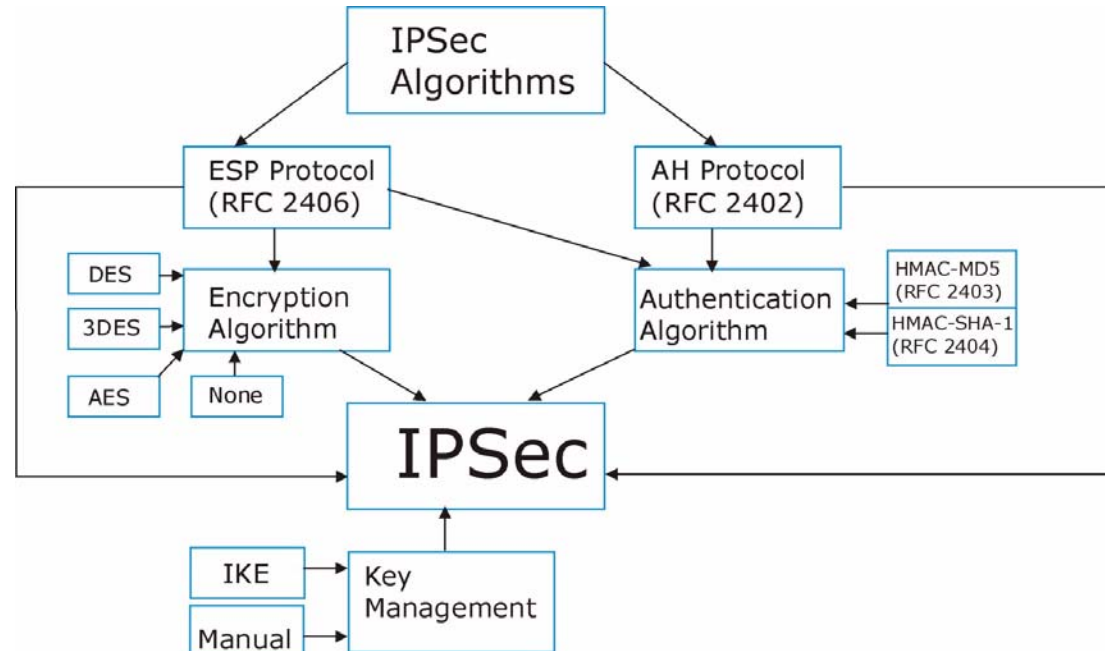 IPSec
Algorithms
ESP Protocol
(RFC 2406)
AH Protocol
(RFC 2402)
DES
3DES
AES
None
Encryption
Algorithm
Authentication
Algorithm
HMAC-MD5
(RFC 2403)
HMAC-SHA-1
(RFC 2404)
IPSec
IKE
Manual
Key
Management